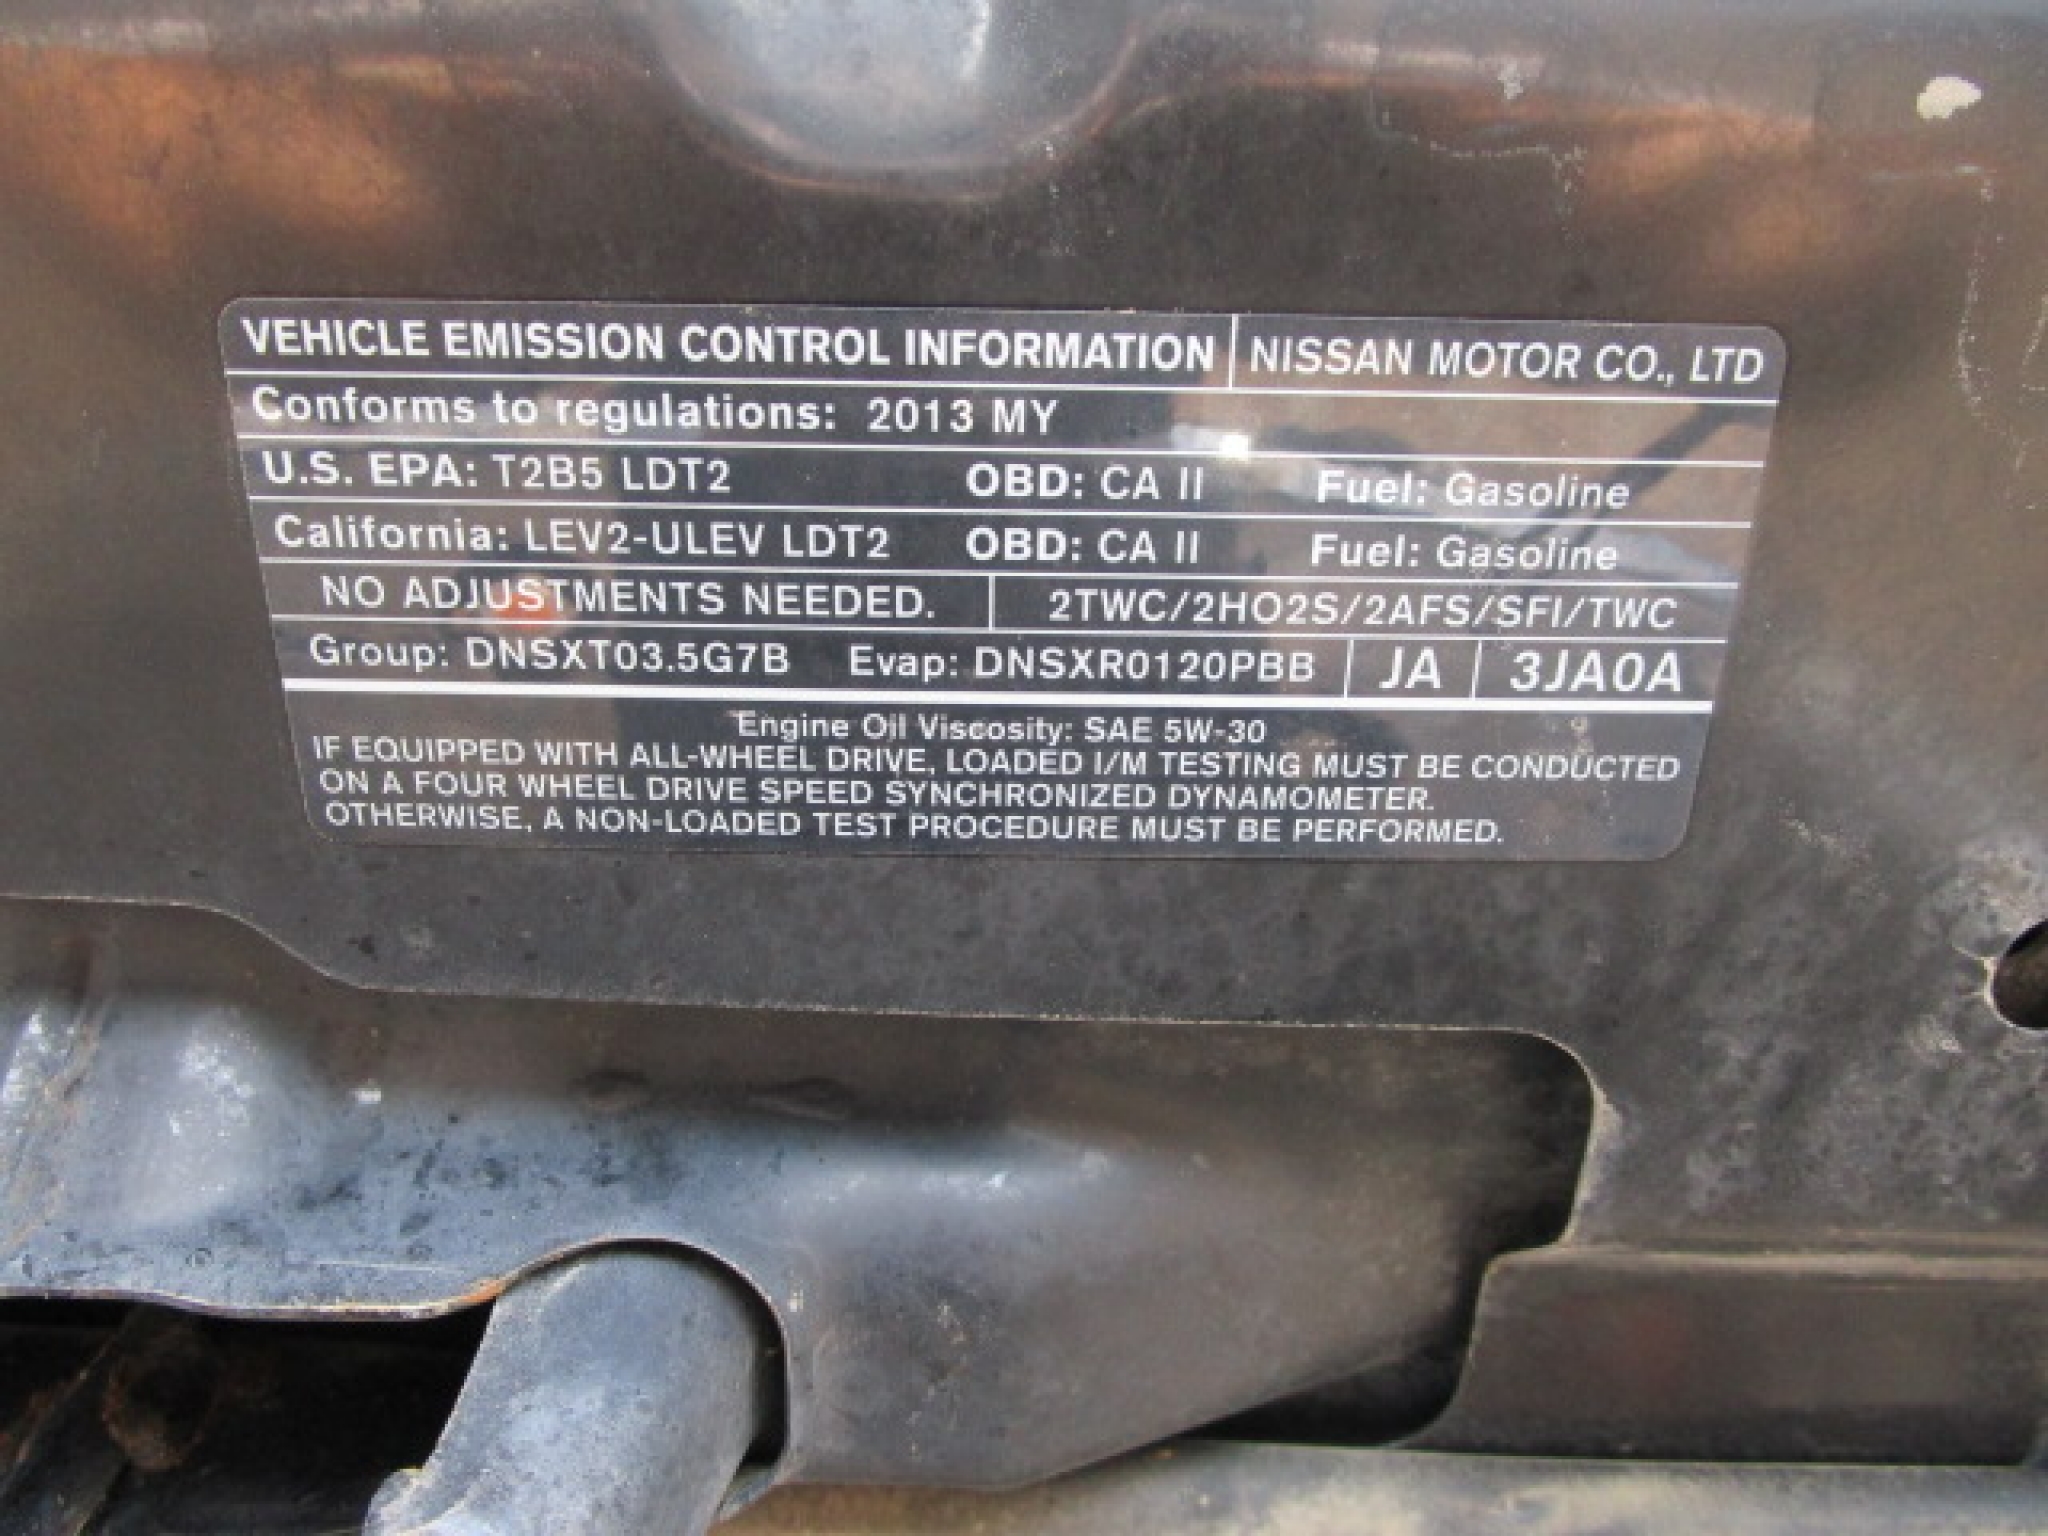 VEHICLE EMISSION CONTROL INFORMATION NISSAN MOTOR CO., LTD
Conforms to regulations: 2013 MY
U.S. EPA: T2B5 LDT2 OBD: CA II Fuel: Gasoline
California: LEV2-ULEV LDT2 OBD: CA II Fuel: Gasoline
NO ADJUSTMENTS NEEDED. 2TWC/2HO2S/2AFS/SFI/TWC
Group: DNSXT03.5G7B Evap: DNSXR0120PBB JA 3JA0A
Engine Oil Viscosity: SAE 5W-30
IF EQUIPPED WITH ALL-WHEEL DRIVE, LOADED I/M TESTING MUST BE CONDUCTED
ON A FOUR WHEEL DRIVE SPEED SYNCHRONIZED DYNAMOMETER.
OTHERWISE, A NON-LOADED TEST PROCEDURE MUST BE PERFORMED.